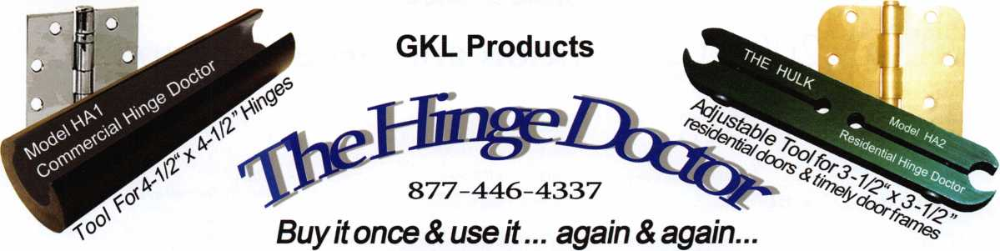 Model HA1
Commercial Hinge Doctor
Tool For 4-1/2“ x 4-1/2” Hinges
GKL Products
The Hinge Doctor
877-446-4337
Buy it once & use it ... again & again...
THE HULK
Model HA2
Residential Hinge Doctor
Adjustable Tool for 3-1/2“ x 3-1/2”
residential doors & timely door frames